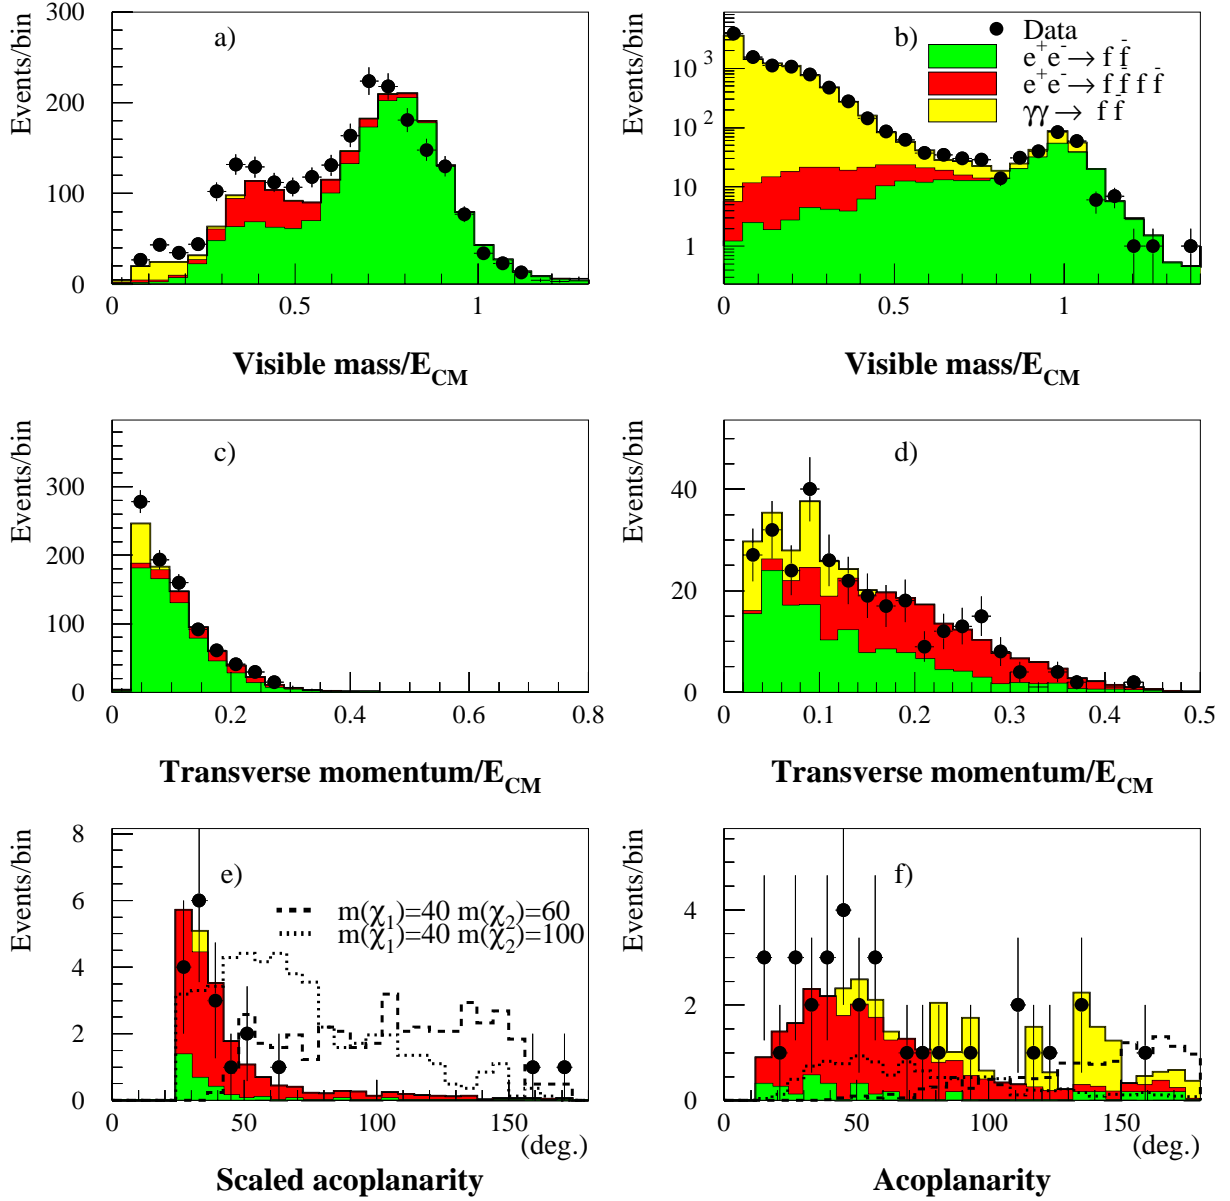 a)
Events/bin
300
200
100
0
0 0.5 1
Visible mass/E_CM
b)
Data
e⁺e⁻→ f f̄
e⁺e⁻→ f f̄ f f̄
γγ→ f f̄
Events/bin
10³
10²
10
1
0 0.5 1
Visible mass/E_CM
c)
Events/bin
300
200
100
0
0 0.2 0.4 0.6 0.8
Transverse momentum/E_CM
d)
Events/bin
40
20
0
0 0.1 0.2 0.3 0.4 0.5
Transverse momentum/E_CM
e)
m(χ₁)=40 m(χ₂)=60
m(χ₁)=40 m(χ₂)=100
Events/bin
8
6
4
2
0
0 50 100 150
(deg.)
Scaled acoplanarity
f)
Events/bin
4
2
0
0 50 100 150
(deg.)
Acoplanarity